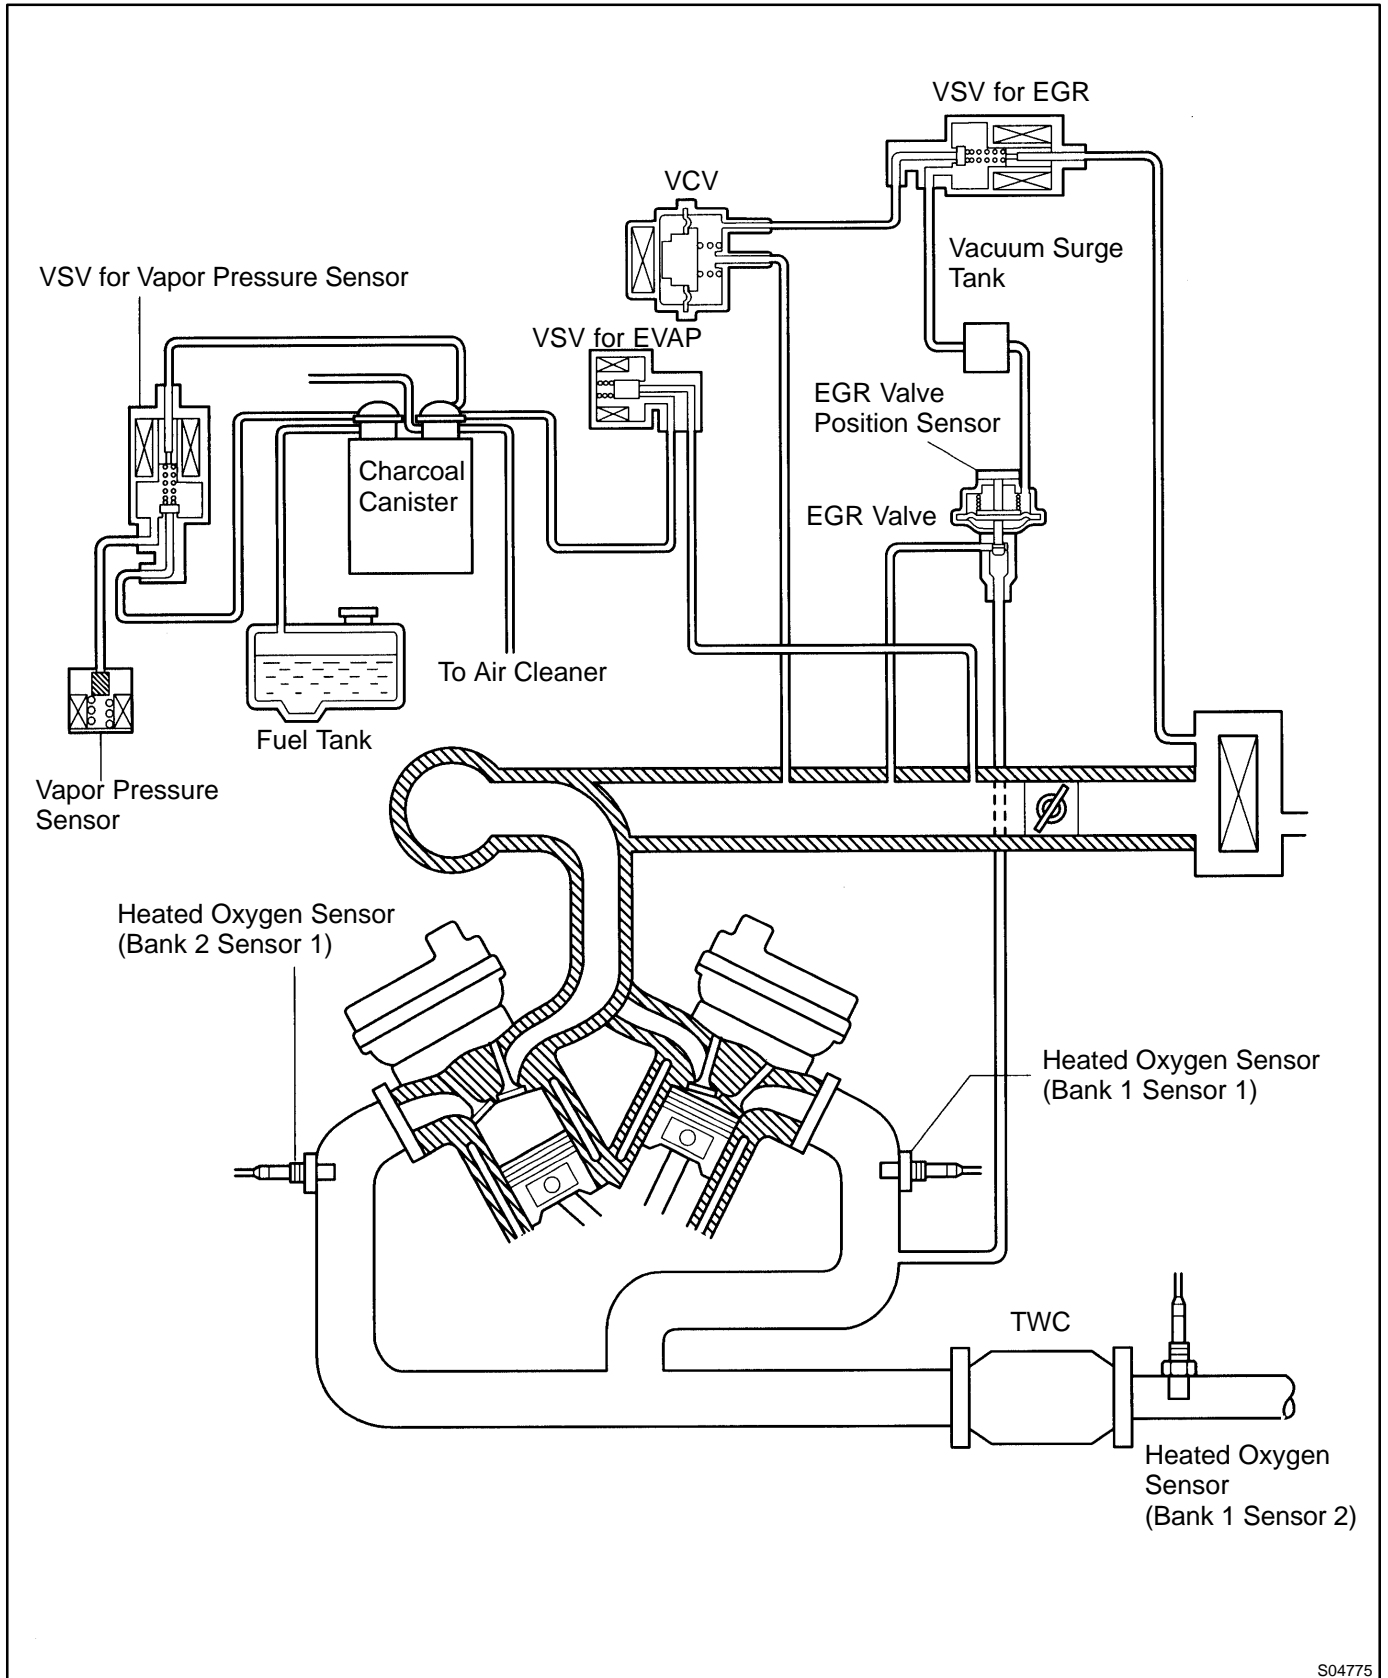 VSV for EGR
VCV
Vacuum Surge
Tank
VSV for Vapor Pressure Sensor
VSV for EVAP
EGR Valve
Position Sensor
Charcoal
Canister
EGR Valve
To Air Cleaner
Fuel Tank
Vapor Pressure
Sensor
Heated Oxygen Sensor
(Bank 2 Sensor 1)
Heated Oxygen Sensor
(Bank 1 Sensor 1)
TWC
Heated Oxygen
Sensor
(Bank 1 Sensor 2)
S04775